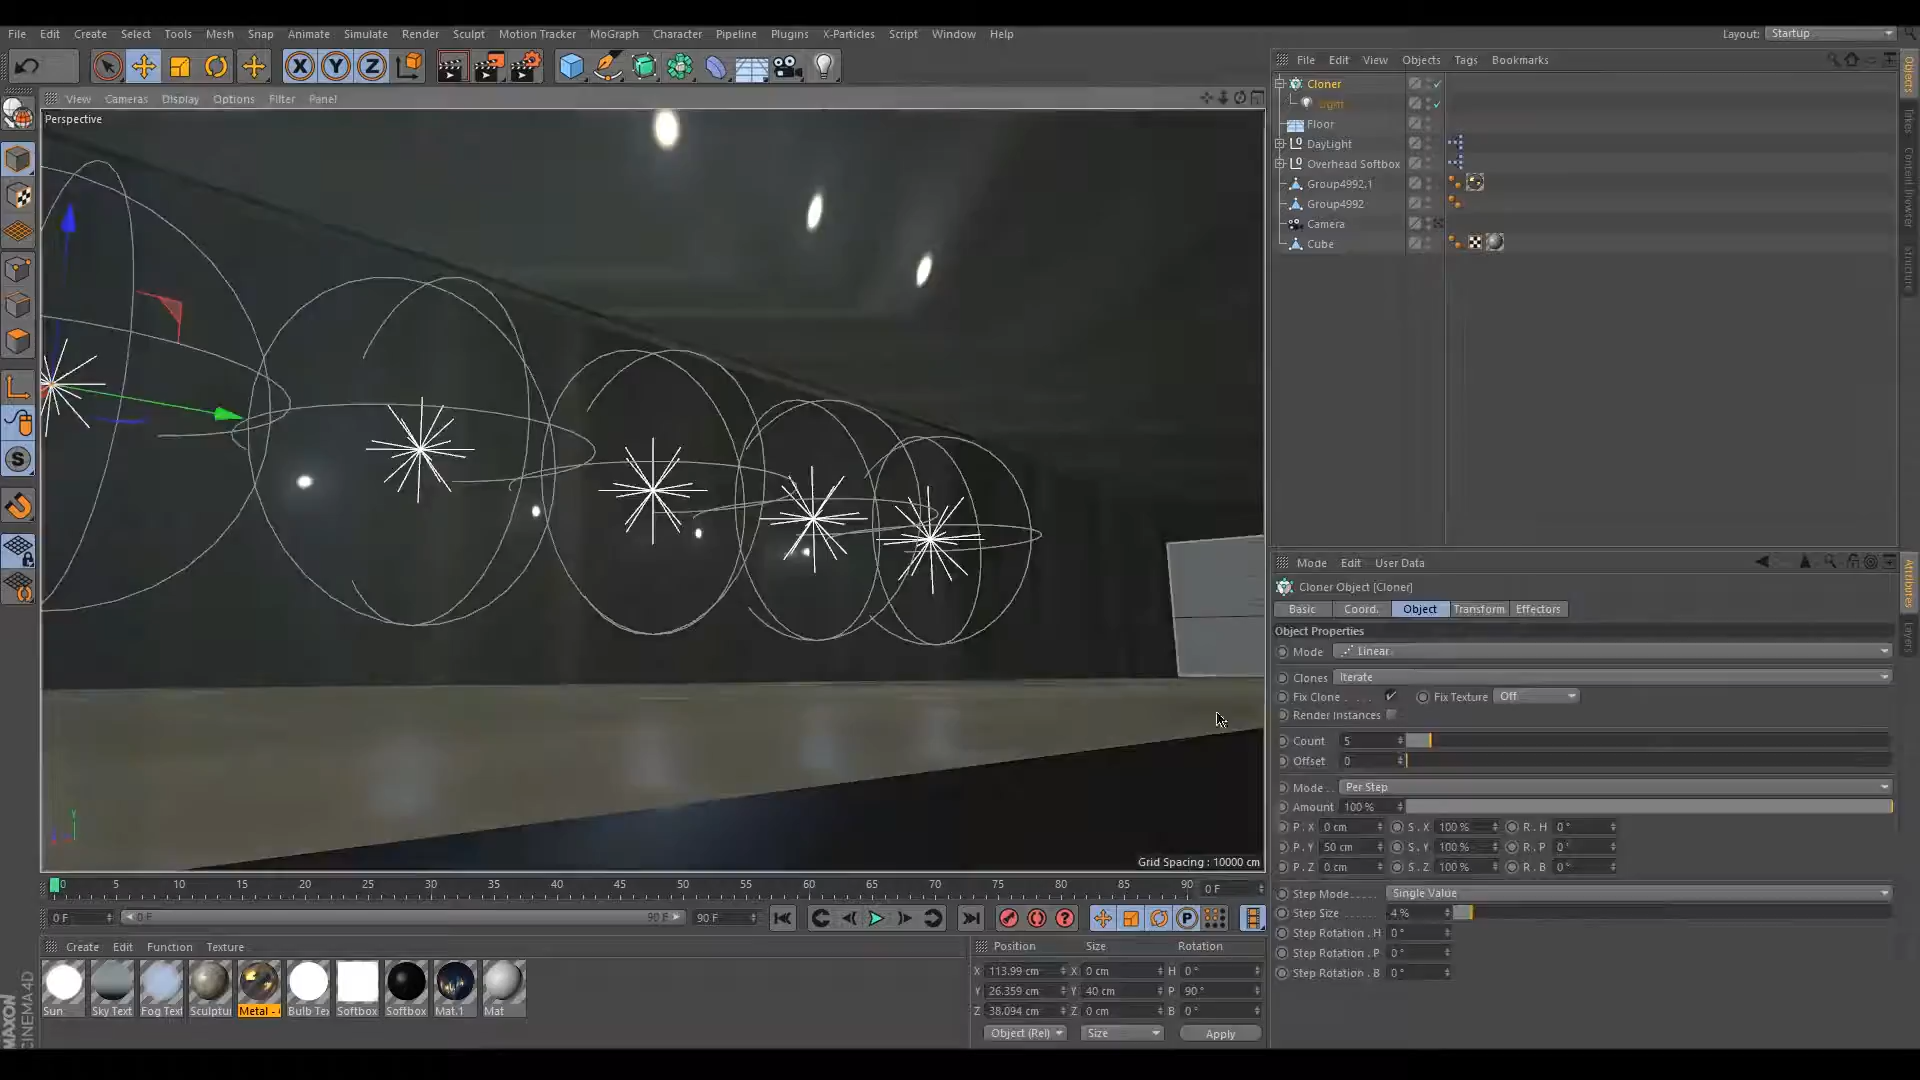 File Edit Create Select Tools Mesh Snap Animate Simulate Render Sculpt Motion Tracker MoGraph Character Pipeline Plugins X-Particles Script Window Help Layout: Startup
X Y Z
File Edit View Objects Tags Bookmarks
View Cameras Display Options Filter Panel
Perspective
Cloner
Light
Floor
DayLight
Overhead Softbox
Group4992.1
Group4992
Camera
Cube
Objects
Takes
Content Browser
Structure
Mode Edit User Data
Attributes
Layers
Cloner Object [Cloner]
Basic Coord. Object Transform Effectors
Object Properties
Mode Linear
Clones Iterate
Fix Clone Fix Texture Off
Render Instances
Count 5
Offset 0
Mode Per Step
Amount 100 %
P . X 0 cm S . X 100 % R . H 0 °
P . Y 50 cm S . Y 100 % R . P 0 °
P . Z 0 cm S . Z 100 % R . B 0 °
Step Mode Single Value
Step Size 4 %
Step Rotation . H 0 °
Step Rotation . P 0 °
Step Rotation . B 0 °
Y
Grid Spacing : 10000 cm
0 5 10 15 20 25 30 35 40 45 50 55 60 65 70 75 80 85 90 0 F
0 F 0 F 90 F 90 F
Create Edit Function Texture
Sun Sky Text Fog Text Sculptu Metal - Bulb Tex Softbox Softbox Mat.1 Mat
Position Size Rotation
X 113.99 cm X 0 cm H 0 °
Y 26.359 cm Y 40 cm P 90 °
Z 38.094 cm Z 0 cm B 0 °
Object (Rel) Size Apply
MAXON
CINEMA 4D